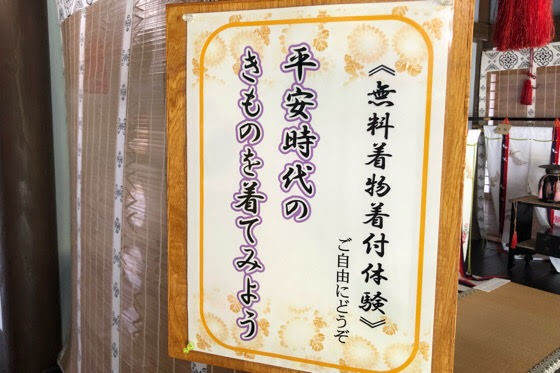 《無料着物着付体験》
ご自由にどうぞ
平安時代の
きものを着てみよう